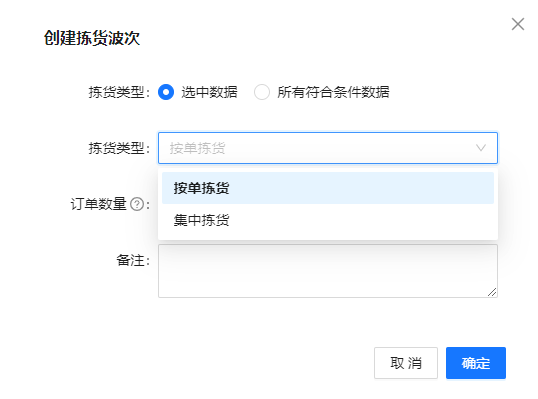 创建拣货波次
拣货类型: 选中数据 所有符合条件数据
拣货类型: 按单拣货
按单拣货
订单数量 ? :
集中拣货
备注:
取 消 确定